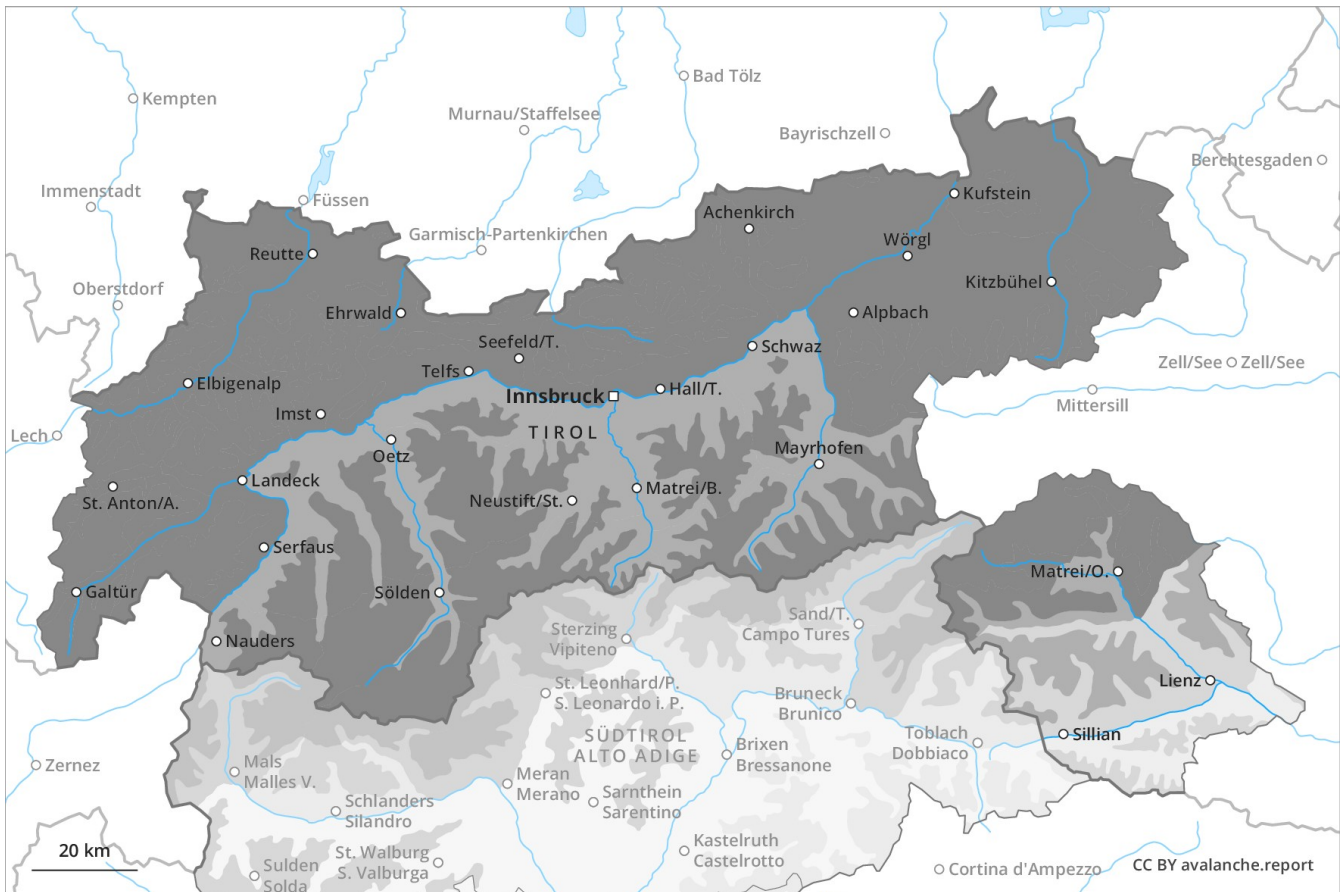 Kempten
Bad Tölz
Murnau/Staffelsee
Bayrischzell
Berchtesgaden
Immenstadt
Füssen
Kufstein
Achenkirch
Garmisch-Partenkirchen
Wörgl
Reutte
Kitzbühel
Oberstdorf
Ehrwald
Alpbach
Seefeld/T.
Schwaz
Zell/See
Zell/See
Telfs
Elbigenalp
Innsbruck
Hall/T.
Mittersill
Imst
TIROL
Lech
Oetz
Mayrhofen
Landeck
Matrei/B.
St. Anton/A.
Neustift/St.
Serfaus
Matrei/O.
Galtür
Sölden
Sand/T.
Campo Tures
Sterzing
Vipiteno
Nauders
Lienz
St. Leonhard/P.
S. Leonardo i. P.
Bruneck
Brunico
Sillian
SÜDTIROL
ALTO ADIGE
Toblach
Dobbiaco
Brixen
Bressanone
Zernez
Mals
Malles V.
Meran
Merano
Schlanders
Silandro
Sarnthein
Sarentino
20 km
St. Walburg
S. Valburga
Kastelruth
Castelrotto
Sulden
Solda
Cortina d'Ampezzo
CC BY avalanche.report